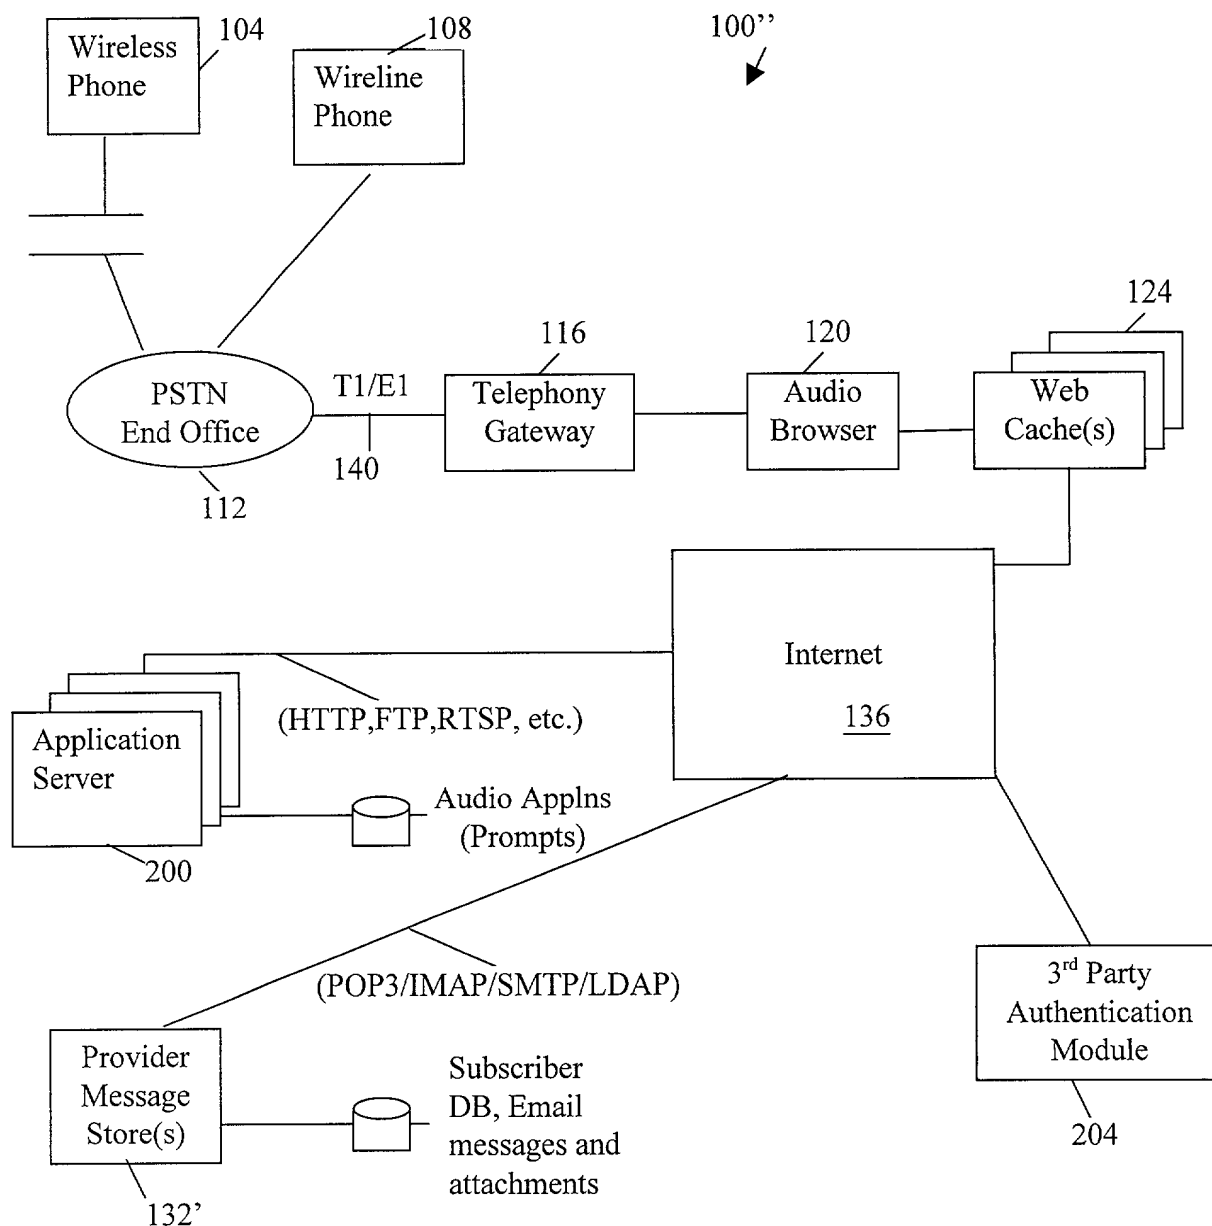 104
Wireless
Phone
108
Wireline
Phone
100’’
124
116
120
T1/E1
PSTN
End Office
Telephony
Gateway
Audio
Browser
Web
Cache(s)
140
112
Internet
136
(HTTP,FTP,RTSP, etc.)
Application
Server
Audio Applns
(Prompts)
200
(POP3/IMAP/SMTP/LDAP)
3rd Party
Authentication
Module
204
Provider
Message
Store(s)
Subscriber
DB, Email
messages and
attachments
132’